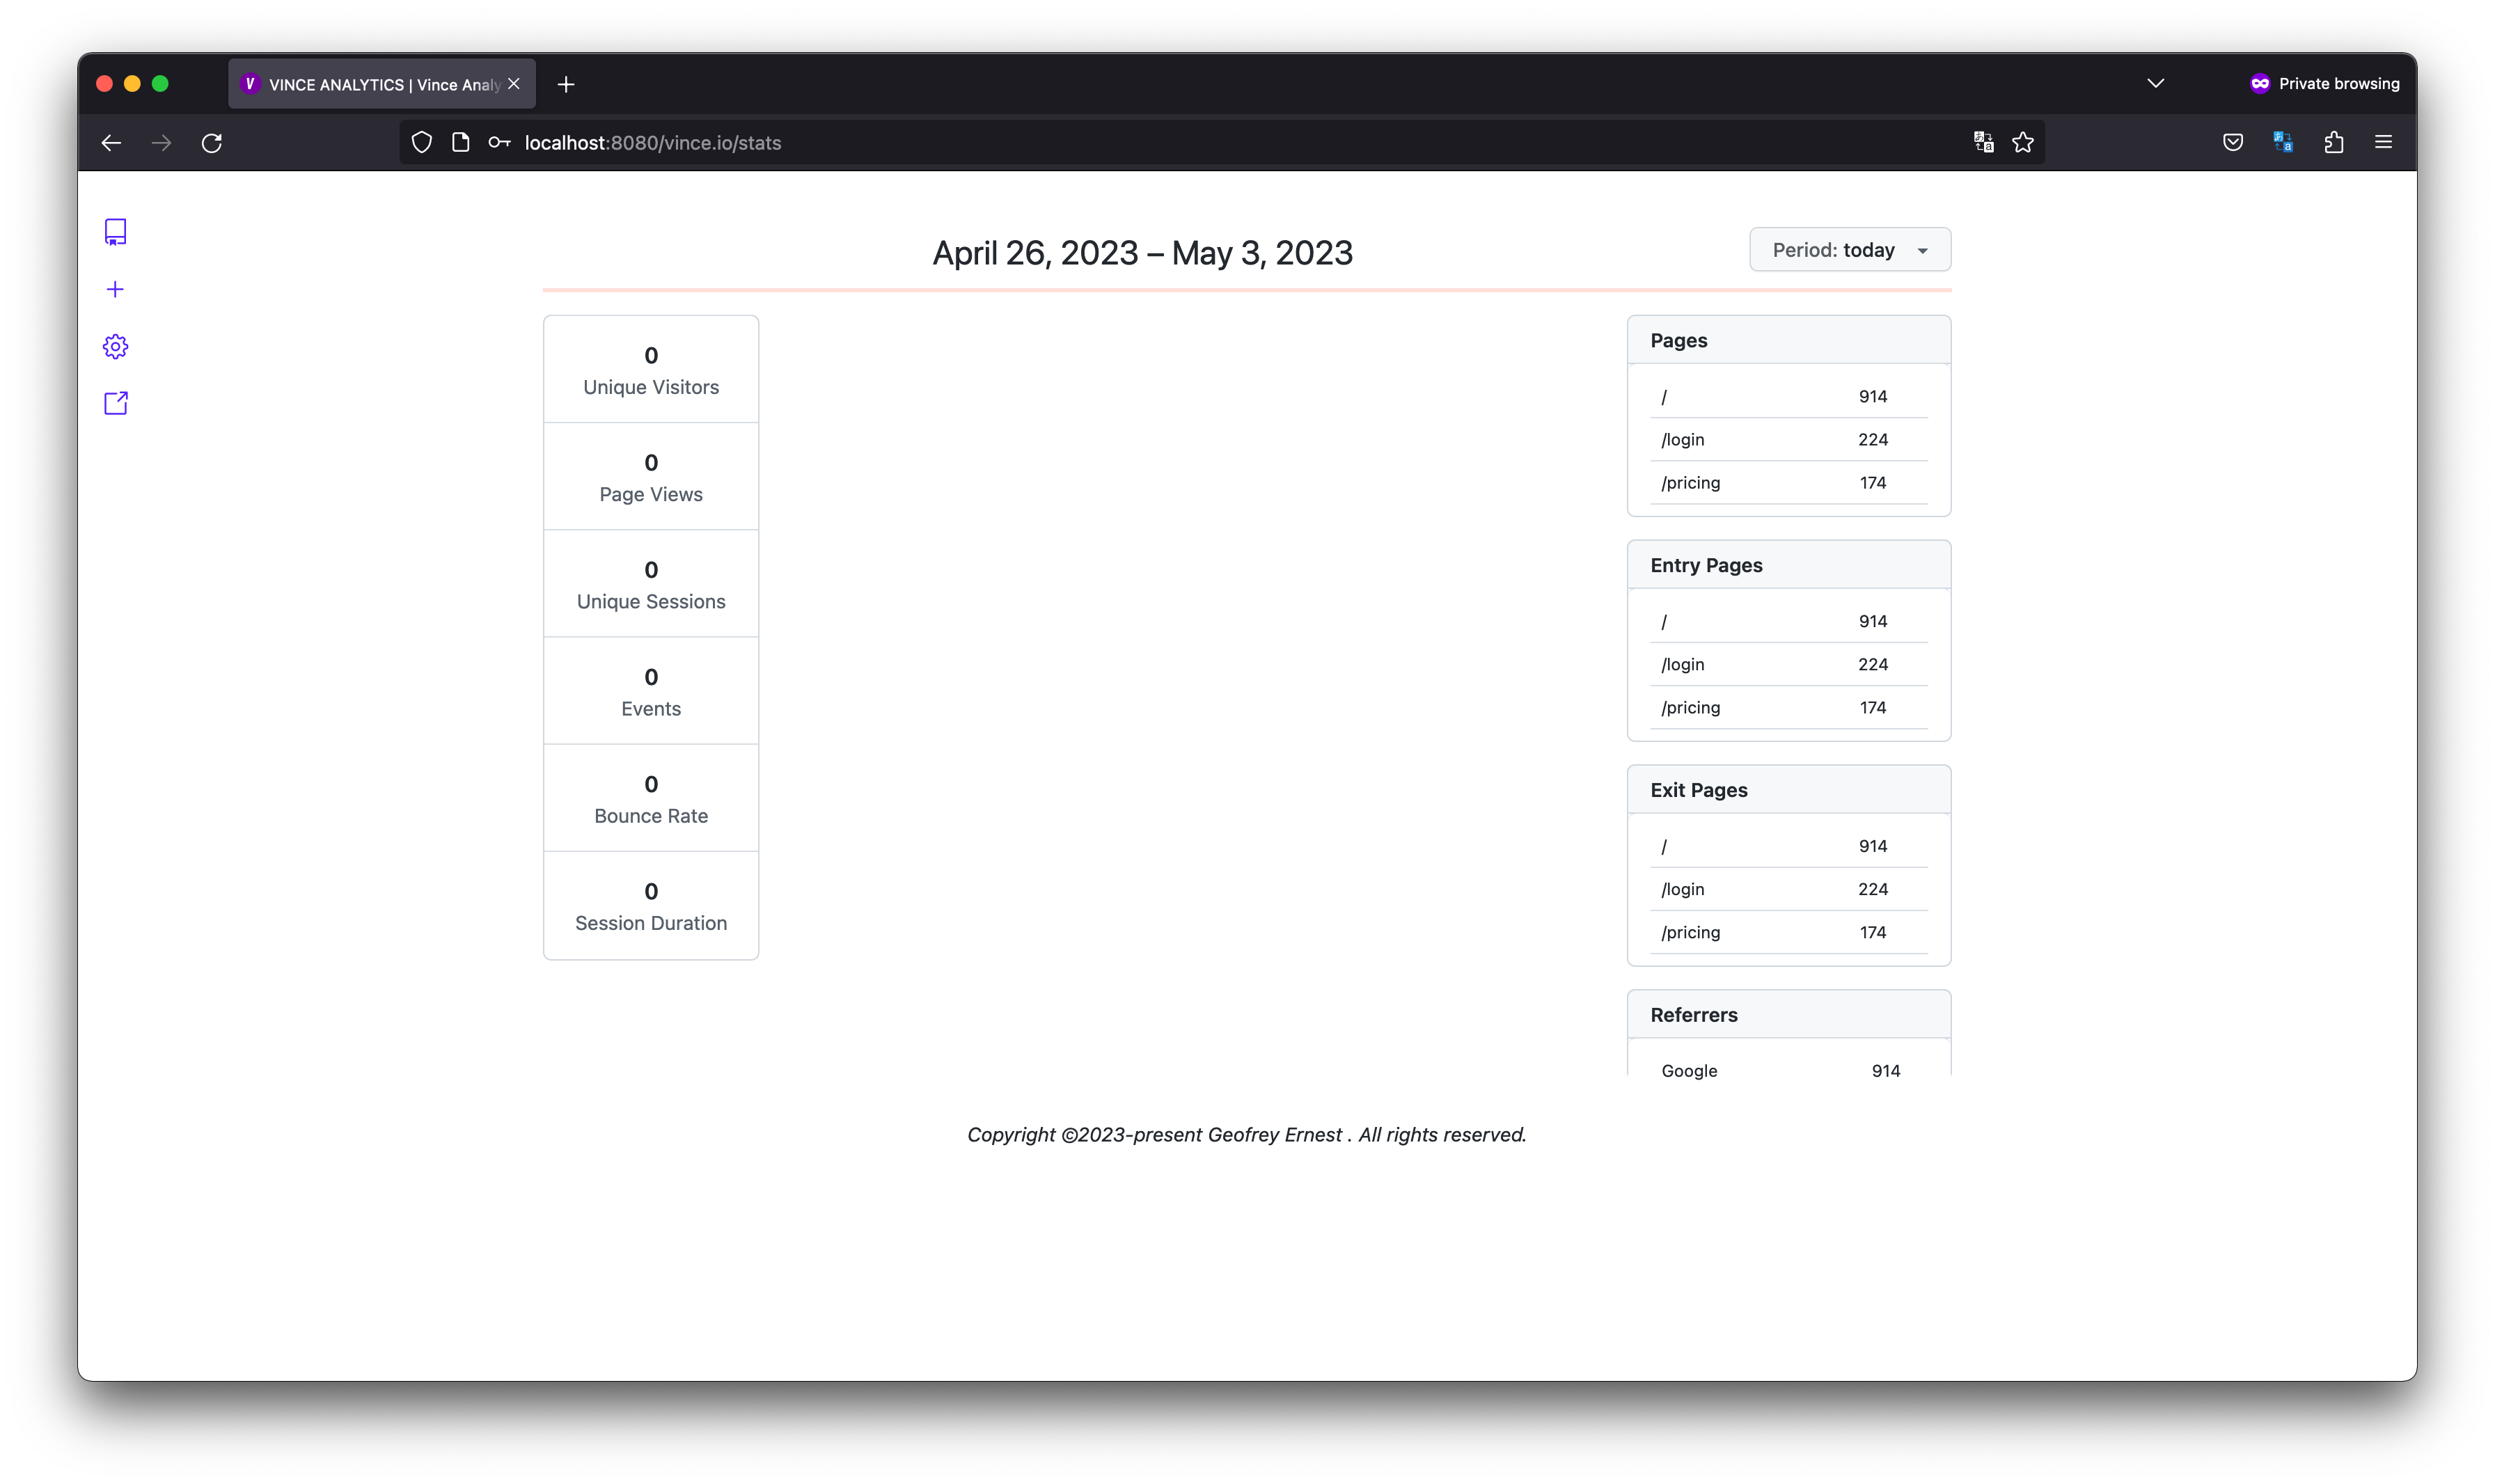 VINCE ANALYTICS | Vince Analy
Private browsing
localhost:8080/vince.io/stats
April 26, 2023 – May 3, 2023
Period: today
0
Unique Visitors
0
Page Views
0
Unique Sessions
0
Events
0
Bounce Rate
0
Session Duration
Pages
/ 914
/login 224
/pricing 174
Entry Pages
/ 914
/login 224
/pricing 174
Exit Pages
/ 914
/login 224
/pricing 174
Referrers
Google 914
Copyright ©2023-present Geofrey Ernest . All rights reserved.